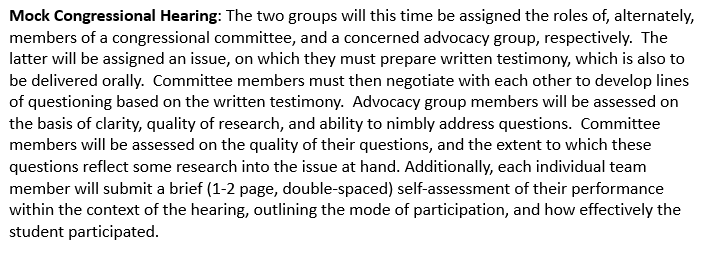 Mock Congressional Hearing: The two groups will this time be assigned the roles of, alternately,
members of a congressional committee, and a concerned advocacy group, respectively.  The
latter will be assigned an issue, on which they must prepare written testimony, which is also to
be delivered orally.  Committee members must then negotiate with each other to develop lines
of questioning based on the written testimony.  Advocacy group members will be assessed on
the basis of clarity, quality of research, and ability to nimbly address questions.  Committee
members will be assessed on the quality of their questions, and the extent to which these
questions reflect some research into the issue at hand. Additionally, each individual team
member will submit a brief (1-2 page, double-spaced) self-assessment of their performance
within the context of the hearing, outlining the mode of participation, and how effectively the
student participated.